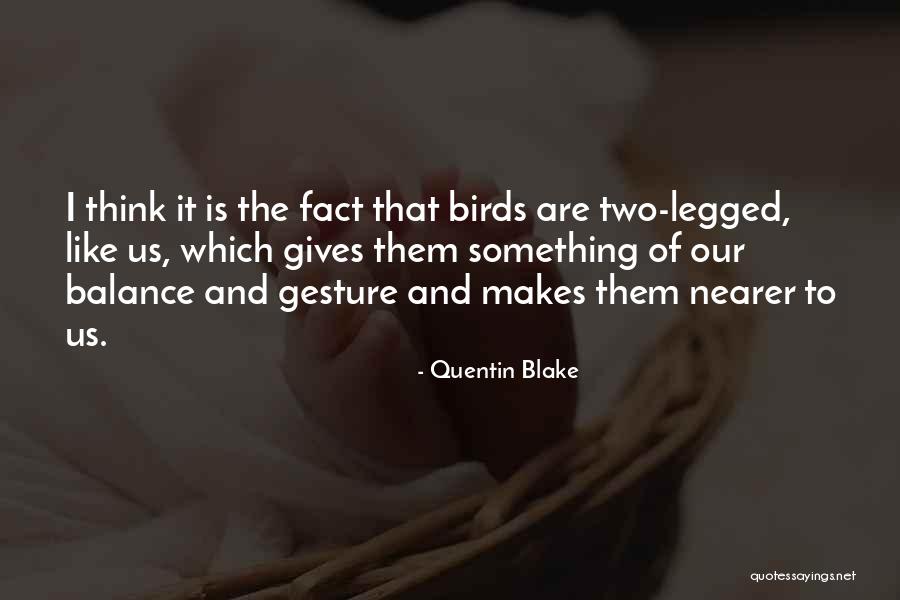 I think it is the fact that birds are two-legged,
like us, which gives them something of our
balance and gesture and makes them nearer to
us.
- Quentin Blake
quotessayings.net